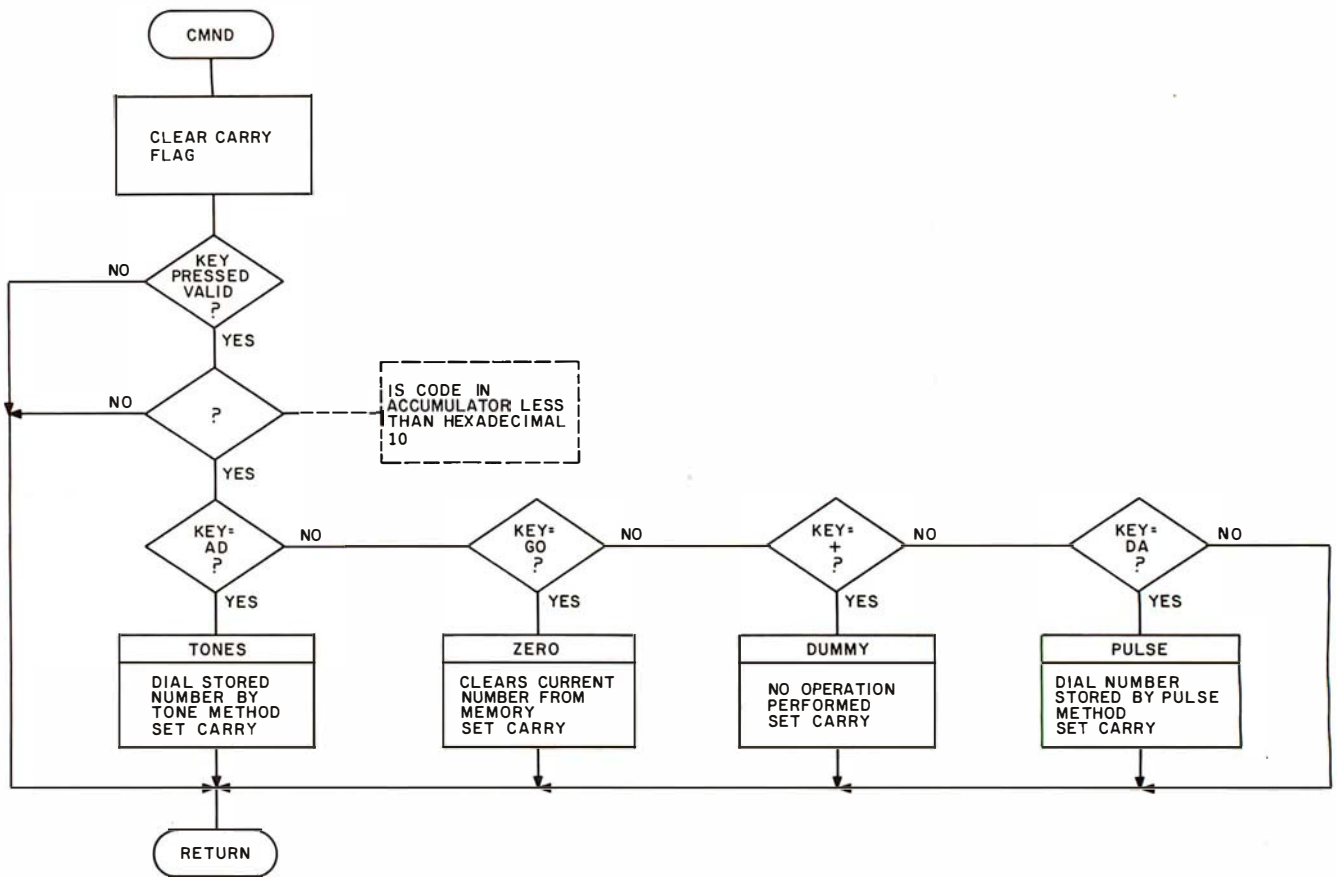 CMND
CLEAR CARRY
FLAG
KEY
PRESSED
VALID
?
NO
YES
?
NO
YES
IS CODE IN
ACCUMULATOR LESS
THAN HEXADECIMAL
10
KEY=
AD
?
NO
YES
KEY=
GO
?
NO
YES
KEY=
+
?
NO
YES
KEY=
DA
?
NO
YES
TONES
DIAL STORED
NUMBER BY
TONE METHOD
SET CARRY
ZERO
CLEARS CURRENT
NUMBER FROM
MEMORY
SET CARRY
DUMMY
NO OPERATION
PERFORMED
SET CARRY
PULSE
DIAL NUMBER
STORED BY PULSE
METHOD
SET CARRY
RETURN